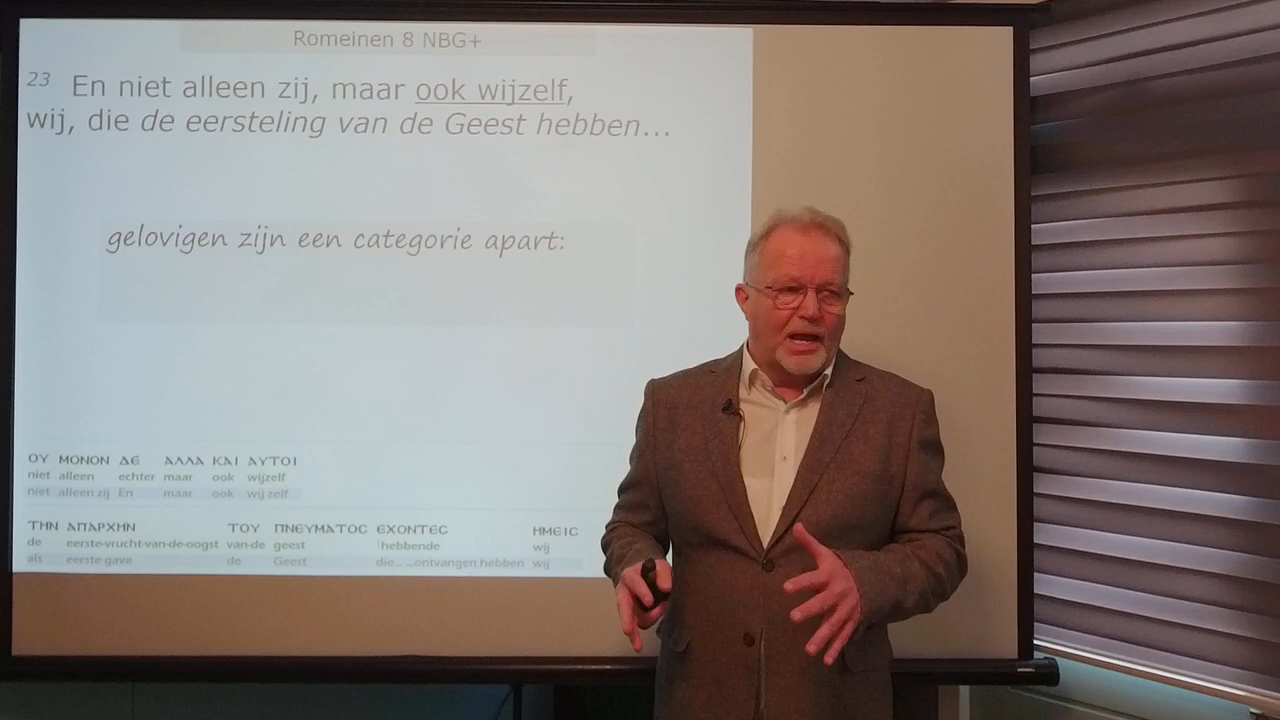 Romeinen 8 NBG+
23 En niet alleen zij, maar ook wijzelf,
wij, die de eersteling van de Geest hebben...
gelovigen zijn een categorie apart:
ΟΥ ΜΟΝΟΝ ΔΕ ΑΛΛΑ ΚΑΙ ΑΥΤΟΙ
niet alleen echter maar ook wijzelf
niet alleen zij En maar ook wij zelf
ΤΗΝ ΑΠΑΡΧΗΝ ΤΟΥ ΠΝΕΥΜΑΤΟϹ ΕΧΟΝΤΕϹ ΗΜΕΙϹ
de eerste-vrucht-van-de-oogst van-de geest hebbende wij
als eerste gave de Geest die... ...ontvangen hebben wij